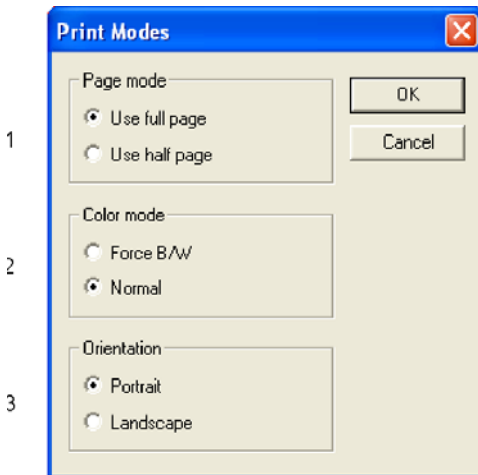 Print Modes
Page mode
OK
1
Use full page
Use half page
Cancel
Color mode
2
Force B/W
Normal
Orientation
3
Portrait
Landscape